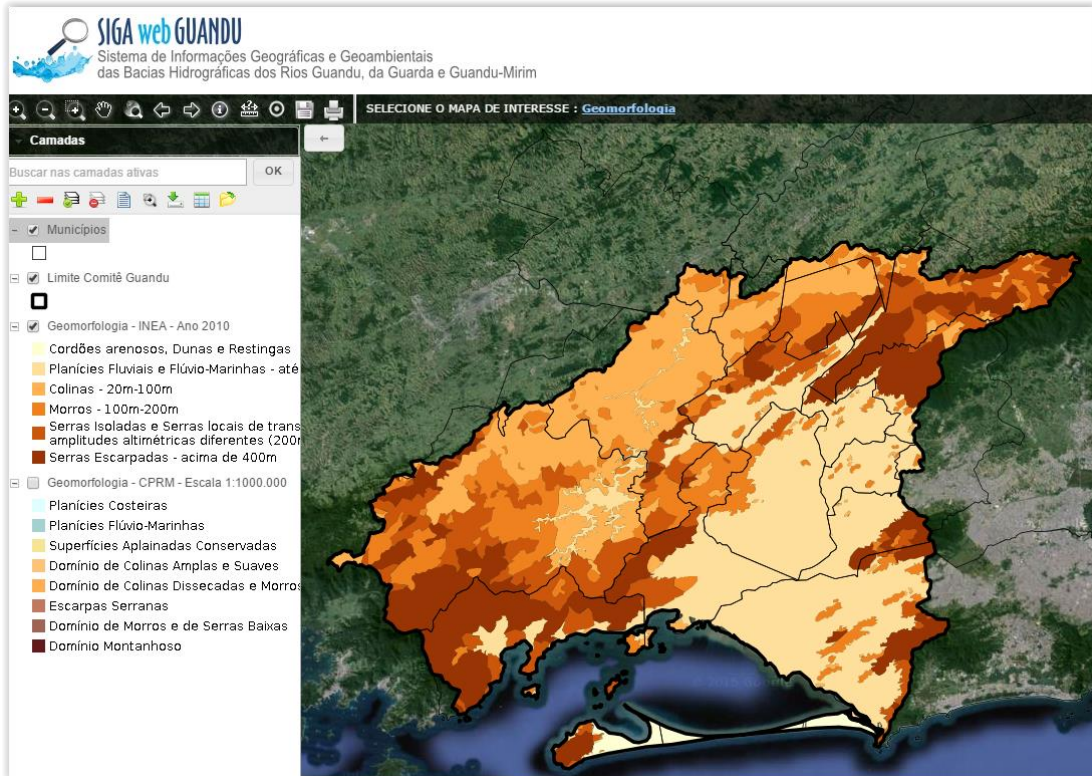 SIGA web GUANDU
Sistema de Informações Geográficas e Geoambientais
das Bacias Hidrográficas dos Rios Guandu, da Guarda e Guandu-Mirim
SELECIONE O MAPA DE INTERESSE : Geomorfologia
Camadas
←
Buscar nas camadas ativas
OK
Municípios
Limite Comitê Guandu
Geomorfologia - INEA - Ano 2010
Cordões arenosos, Dunas e Restingas
Planícies Fluviais e Flúvio-Marinhas - até
Colinas - 20m-100m
Morros - 100m-200m
Serras Isoladas e Serras locais de trans
amplitudes altimétricas diferentes (200m
Serras Escarpadas - acima de 400m
Geomorfologia - CPRM - Escala 1:1000.000
Planícies Costeiras
Planícies Flúvio-Marinhas
Superfícies Aplainadas Conservadas
Domínio de Colinas Amplas e Suaves
Domínio de Colinas Dissecadas e Morros
Escarpas Serranas
Domínio de Morros e de Serras Baixas
Domínio Montanhoso